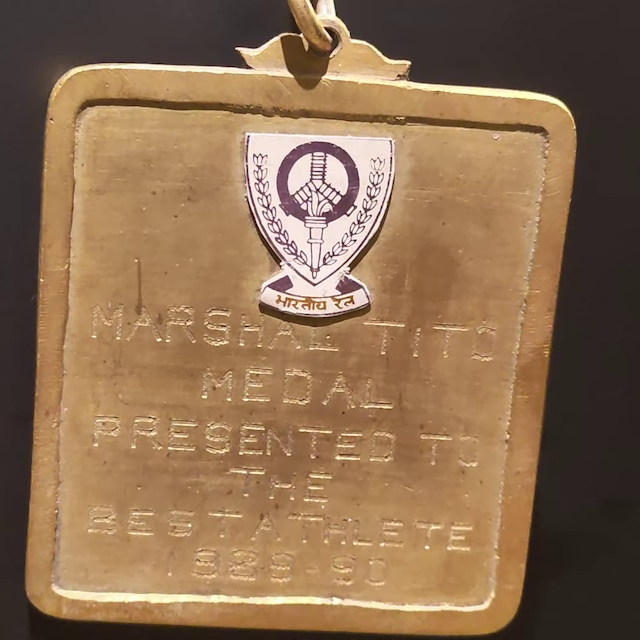 भारतीय रेल
MARSHAL TITO
MEDAL
PRESENTED TO
THE
BEST ATHLETE
1989-90